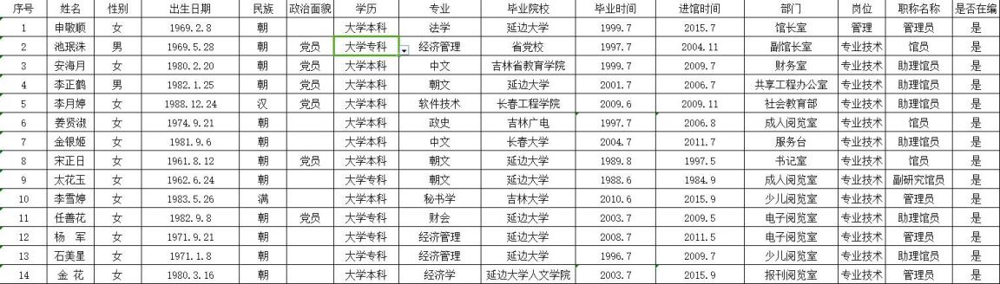 序号 姓名 性别 出生日期 民族 政治面貌 学历 专业 毕业院校 毕业时间 进馆时间 部门 岗位 职称名称 是否在编
1 申敬顺 女 1969.2.8 朝 大学本科 法学 延边大学 1999.7 2015.7 馆长室 管理 管理员 是
2 池珉洙 男 1969.5.28 朝 党员 大学专科 经济管理 省党校 1997.7 2004.11 副馆长室 专业技术 馆员 是
3 安海月 女 1980.2.20 朝 党员 大学本科 中文 吉林省教育学院 1999.7 2009.7 财务室 专业技术 助理馆员 是
4 李正鹤 男 1982.1.25 朝 党员 大学本科 朝文 延边大学 2001.7 2006.7 共享工程办公室 专业技术 助理馆员 是
5 李月婷 女 1988.12.24 汉 党员 大学本科 软件技术 长春工程学院 2009.6 2009.11 社会教育部 专业技术 助理馆员 是
6 姜贤淑 女 1974.9.21 朝 大学本科 政史 吉林广电 1997.7 2006.8 成人阅览室 专业技术 馆员 是
7 金银姬 女 1981.9.6 朝 大学本科 中文 长春大学 2004.7 2011.7 服务台 专业技术 助理馆员 是
8 宋正日 女 1961.8.12 朝 党员 大学本科 朝文 延边大学 1989.8 1997.5 书记室 专业技术 馆员 是
9 太花玉 女 1962.6.24 朝 大学专科 朝文 延边大学 1988.6 1984.9 成人阅览室 专业技术 副研究馆员 是
10 李雪婷 女 1983.5.26 满 大学本科 秘书学 吉林大学 2010.6 2015.9 少儿阅览室 专业技术 管理员 是
11 任善花 女 1982.9.8 朝 党员 大学专科 财会 延边大学 2003.7 2009.5 电子阅览室 专业技术 助理馆员 是
12 杨 军 女 1971.9.21 朝 大学专科 经济管理 延边大学 2008.7 2011.5 电子阅览室 专业技术 管理员 是
13 石美星 女 1971.1.8 朝 大学专科 经济管理 延边大学 1996.7 2009.7 少儿阅览室 专业技术 助理馆员 是
14 金 花 女 1980.3.16 朝 大学本科 经济学 延边大学人文学院 2003.7 2015.9 报刊阅览室 专业技术 管理员 是